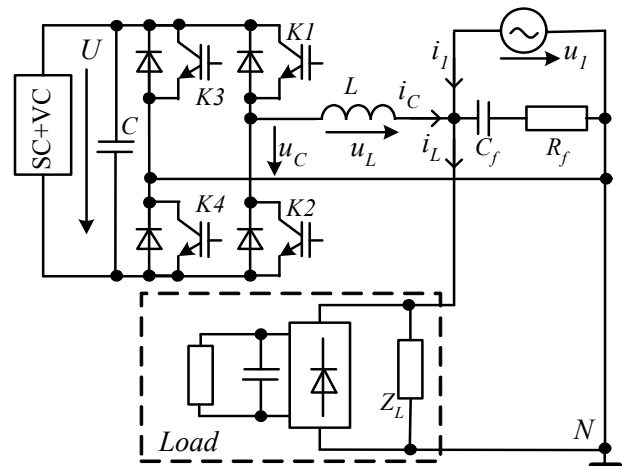 U
SC+VC
C
K3
K1
L
i_C
i_1
u_1
u_C
u_L
i_L
C_f
R_f
K4
K2
Z_L
Load
N